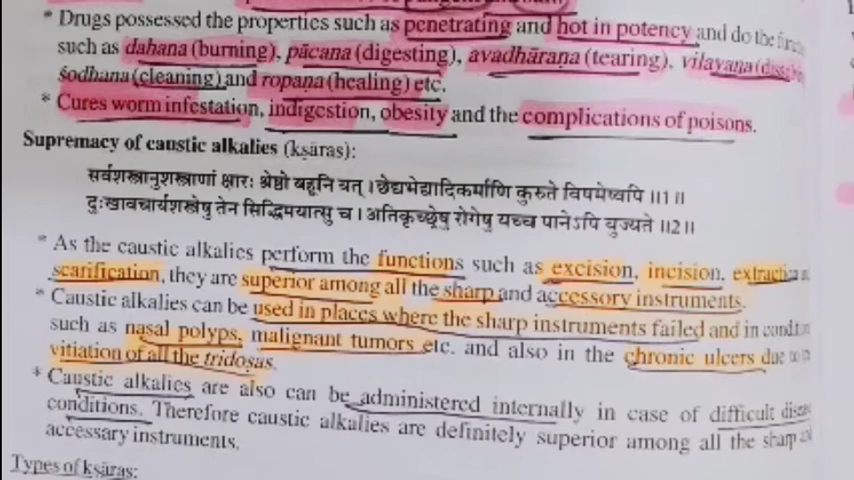 * Drugs possessed the properties such as penetrating and hot in potency and do the
such as dahana (burning), pācana (digesting), avadhāraṇa (tearing), vilayana
śodhana (cleaning) and ropaṇa (healing) etc.
* Cures worm infestation, indigestion, obesity and the complications of poisons.
Supremacy of caustic alkalies (kṣāras):
सर्वशस्त्रानुशस्त्राणां क्षारः श्रेष्ठो बहूनि यत् । छेद्यभेद्यादिकर्माणि कुरुते विषमेष्वपि ॥1॥
दुःखावचार्यशस्त्रेषु तेन सिद्धिमयात्सु च । अतिकृच्छ्रेषु रोगेषु यच्च पानेऽपि युज्यते ॥2॥
* As the caustic alkalies perform the functions such as excision, incision,
scarification, they are superior among all the sharp and accessory instruments.
* Caustic alkalies can be used in places where the sharp instruments failed and in
such as nasal polyps, malignant tumors etc. and also in the chronic ulcers due to
vitiation of all the tridoṣas.
* Caustic alkalies are also can be administered internally in case of difficult
conditions. Therefore caustic alkalies are definitely superior among all the sharp
accessary instruments.
Types of kṣāras: